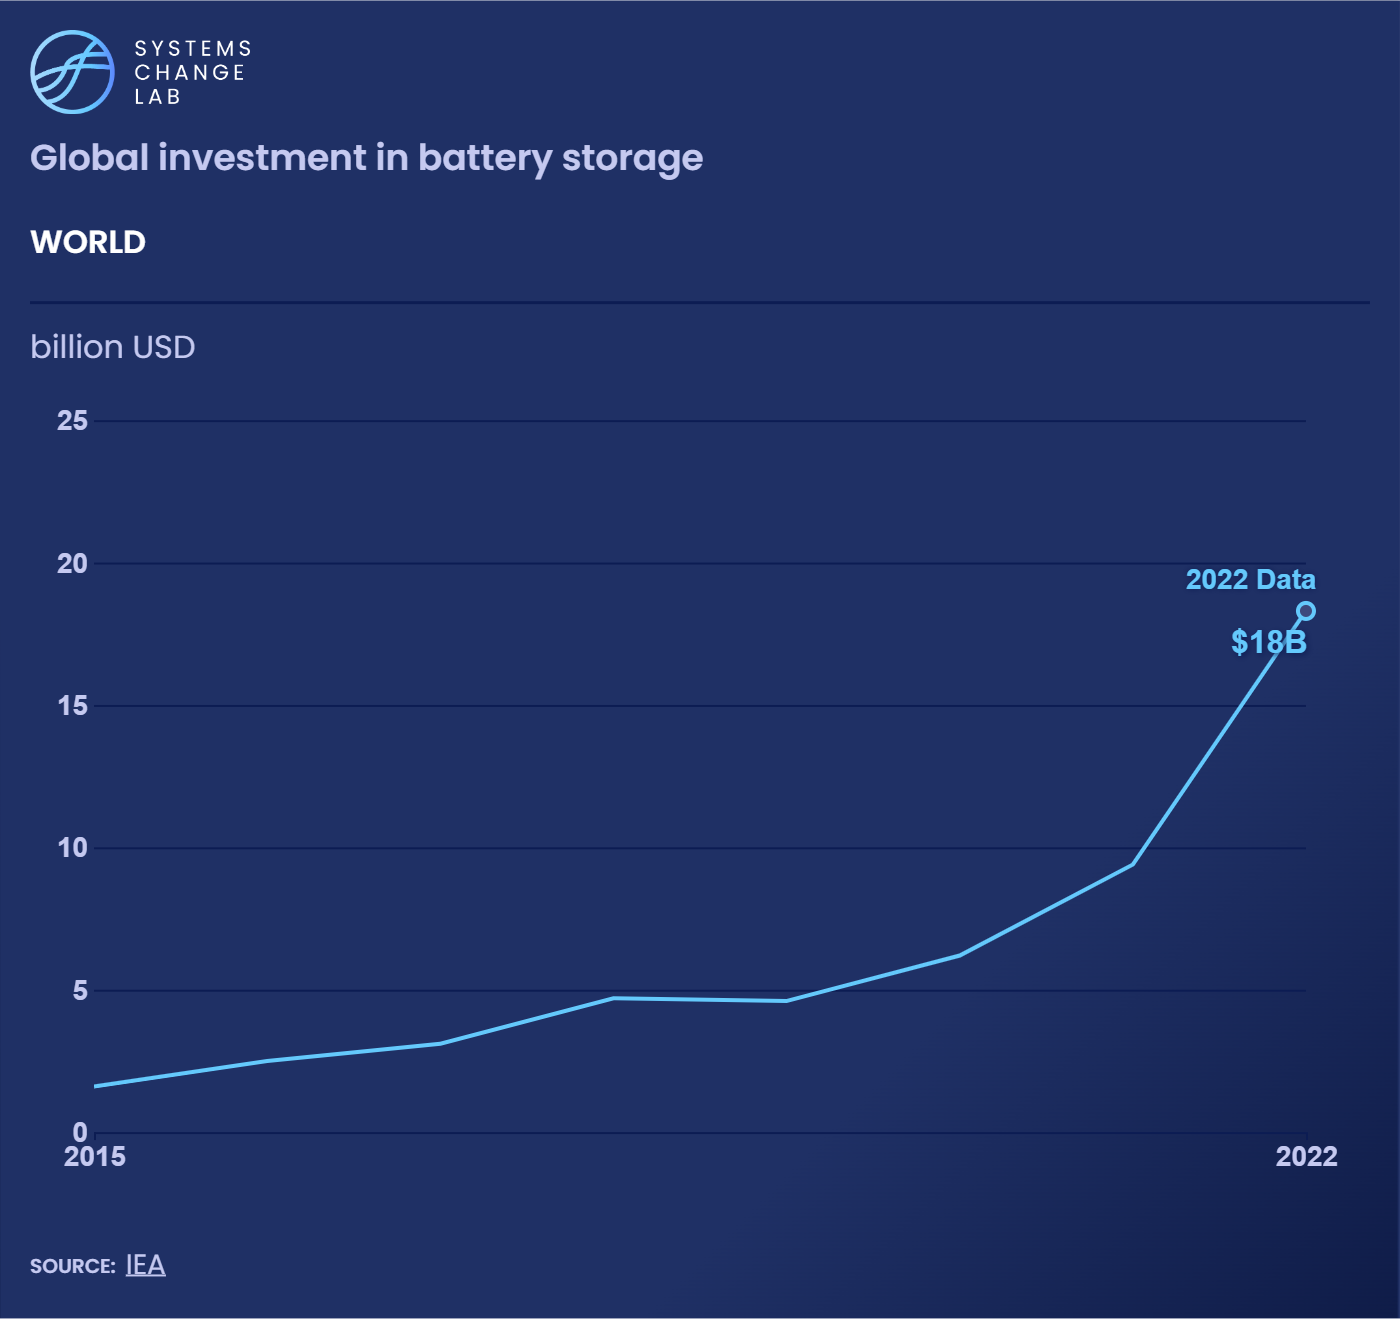 SYSTEMS
CHANGE
LAB
Global investment in battery storage
WORLD
billion USD
25
20
2022 Data
$18B
15
10
5
0
2015
2022
SOURCE: IEA